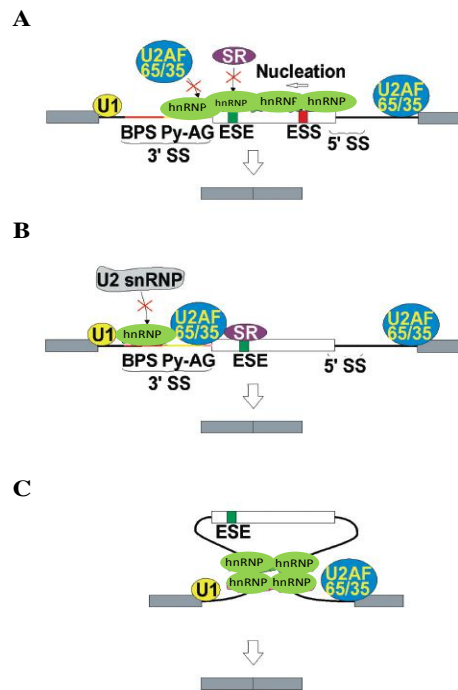 A
U2AF
65/35
SR
Nucleation
U2AF
65/35
U1
hnRNP
hnRNP
hnRNF
hnRNP
BPS Py-AG
ESE
ESS
5' SS
3' SS
B
U2 snRNP
U1
hnRNP
U2AF
65/35
SR
U2AF
65/35
BPS Py-AG
ESE
5' SS
3' SS
C
ESE
hnRNP
hnRNP
U1
hnRNP
hnRNP
U2AF
65/35